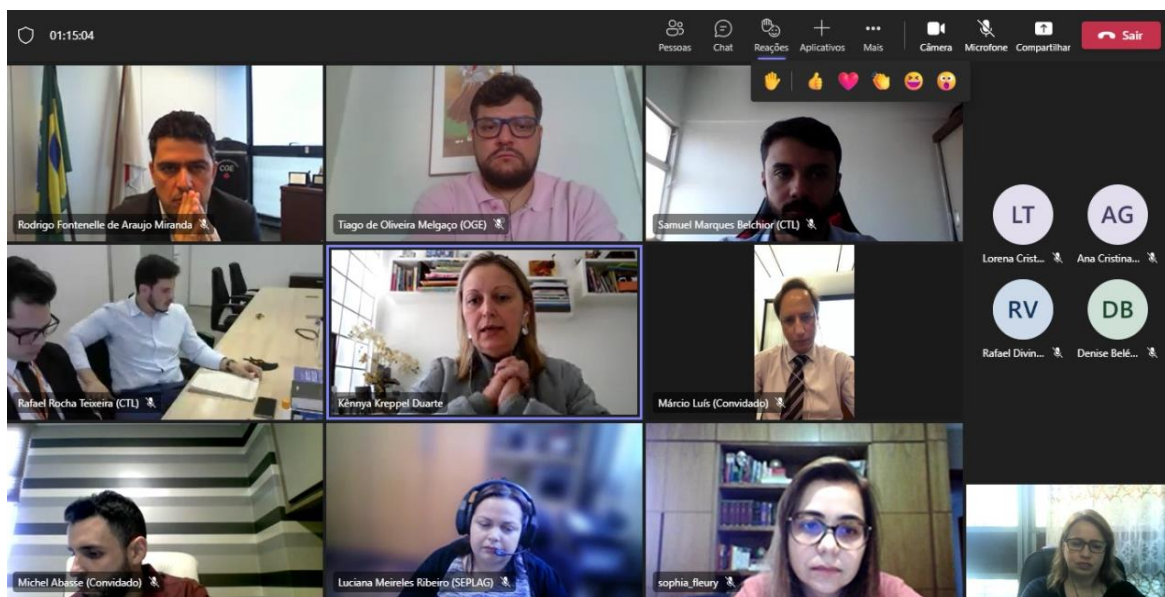 01:15:04
Pessoas
Chat
Reações
Aplicativos
Mais
Câmera
Microfone
Compartilhar
Sair
CGE
Rodrigo Fontenelle de Araujo Miranda
Tiago de Oliveira Melgaço (OGE)
Samuel Marques Belchior (CTL)
LT
AG
Lorena Crist...
Ana Cristina...
RV
DB
Rafael Divin...
Denise Belé...
Rafael Rocha Teixeira (CTL)
Kennya Kreppel Duarte
Márcio Luís (Convidado)
Michel Abasse (Convidado)
Luciana Meireles Ribeiro (SEPLAG)
sophia_fleury